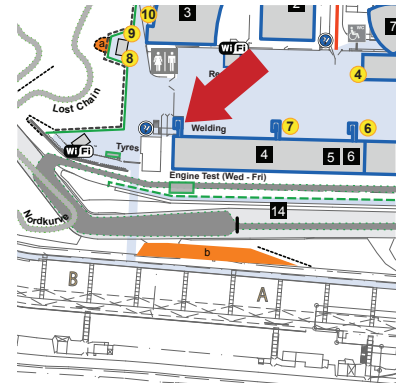 10
3
2
7
9
a
8
WiFi
Re
4
Lost Chain
Welding
7
6
Tyres
WiFi
4
5
6
Engine Test (Wed - Fri)
14
Nordkurve
b
B
A